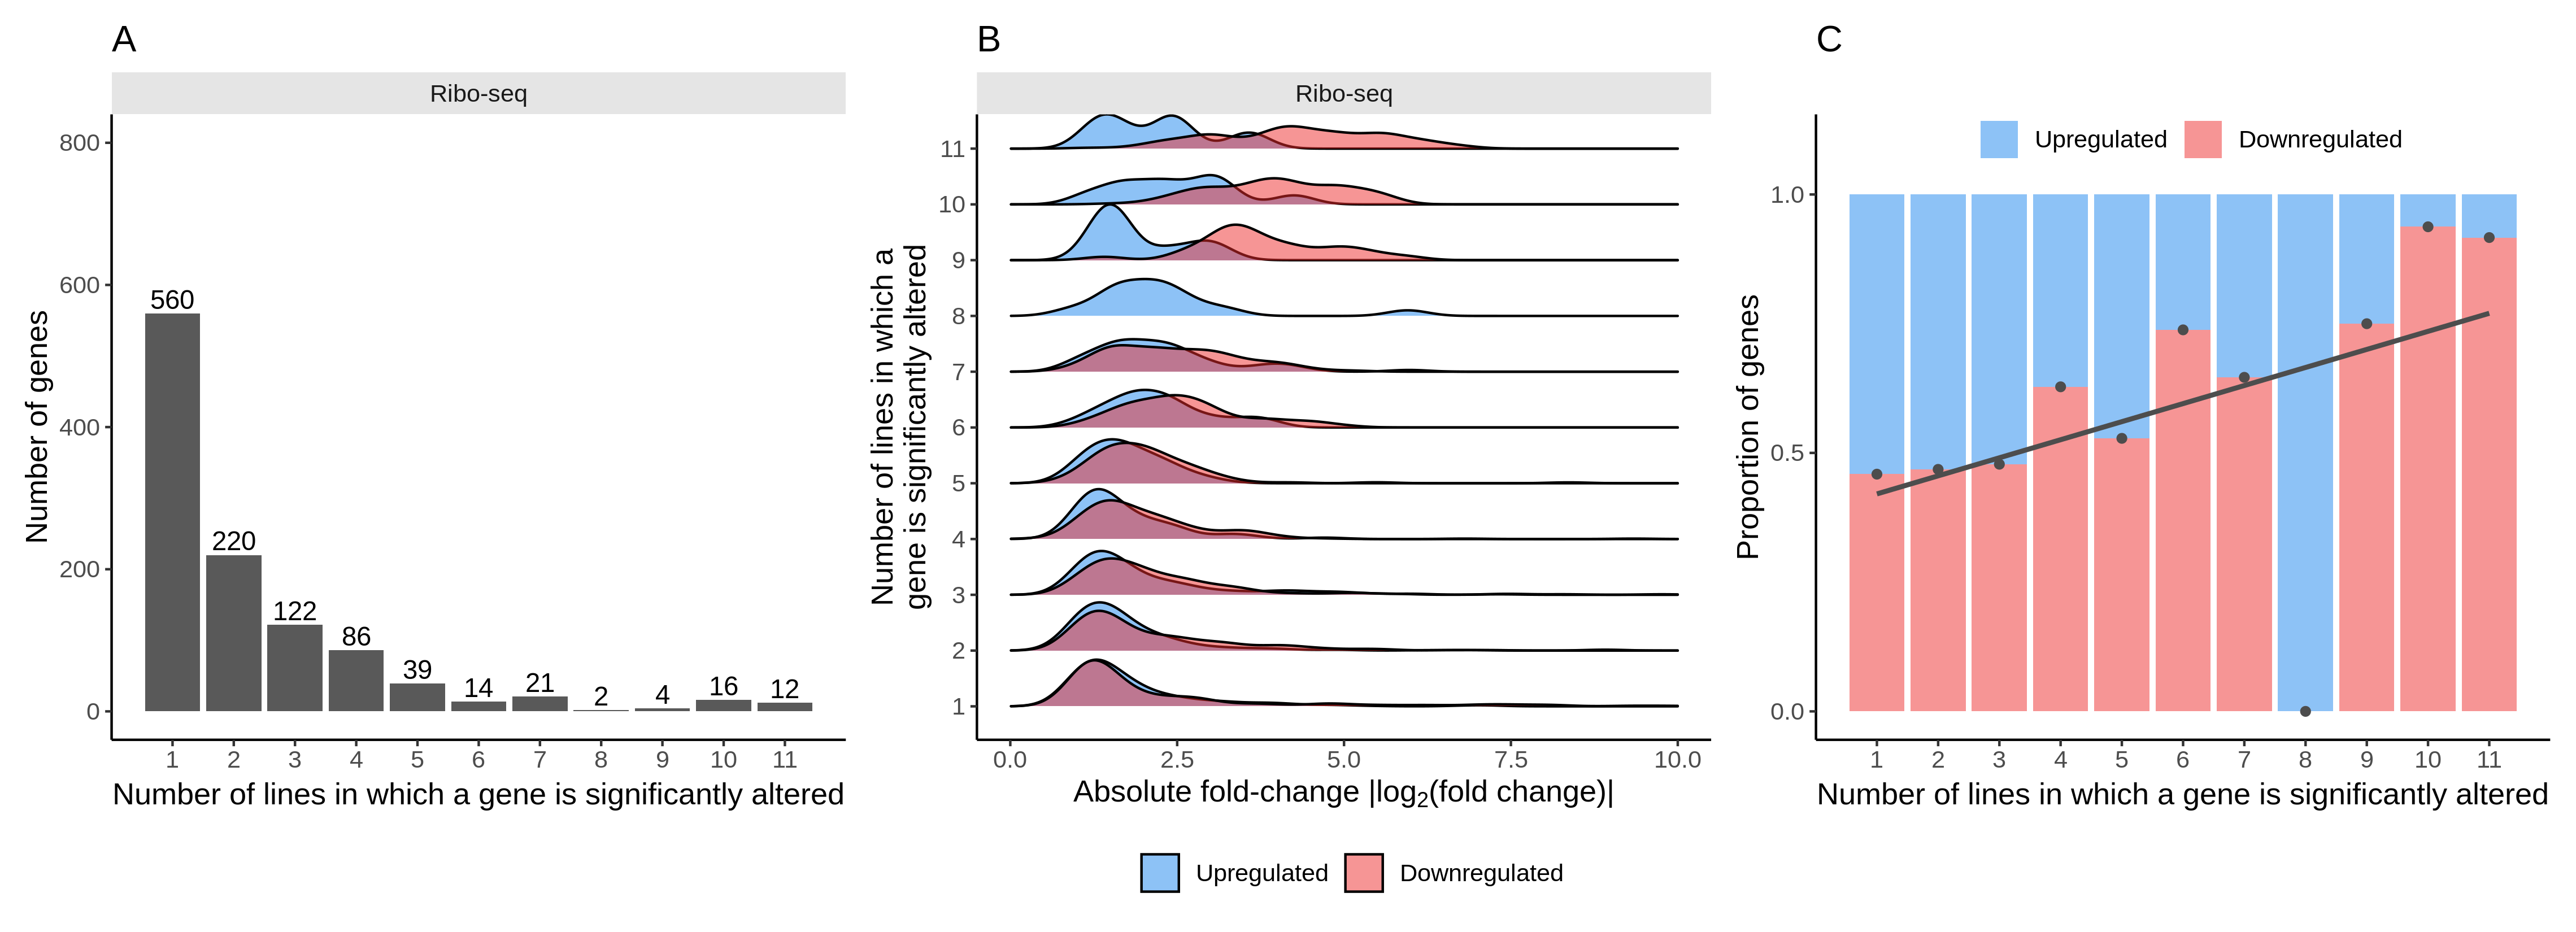 A
Ribo-seq
Number of genes
800
600
400
200
0
560
220
122
86
39
14
21
2
4
16
12
1 2 3 4 5 6 7 8 9 10 11
Number of lines in which a gene is significantly altered
B
Ribo-seq
Number of lines in which a
gene is significantly altered
11
10
9
8
7
6
5
4
3
2
1
0.0 2.5 5.0 7.5 10.0
Absolute fold-change |log₂(fold change)|
Upregulated Downregulated
C
Upregulated Downregulated
Proportion of genes
1.0
0.5
0.0
1 2 3 4 5 6 7 8 9 10 11
Number of lines in which a gene is significantly altered